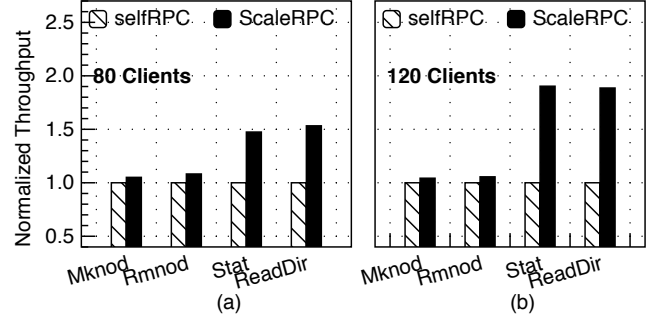 selfRPC ScaleRPC
80 Clients
Normalized Throughput
2.5
2.0
1.5
1.0
0.5
Mknod Rmnod Stat ReadDir
(a)
selfRPC ScaleRPC
120 Clients
Mknod Rmnod Stat ReadDir
(b)